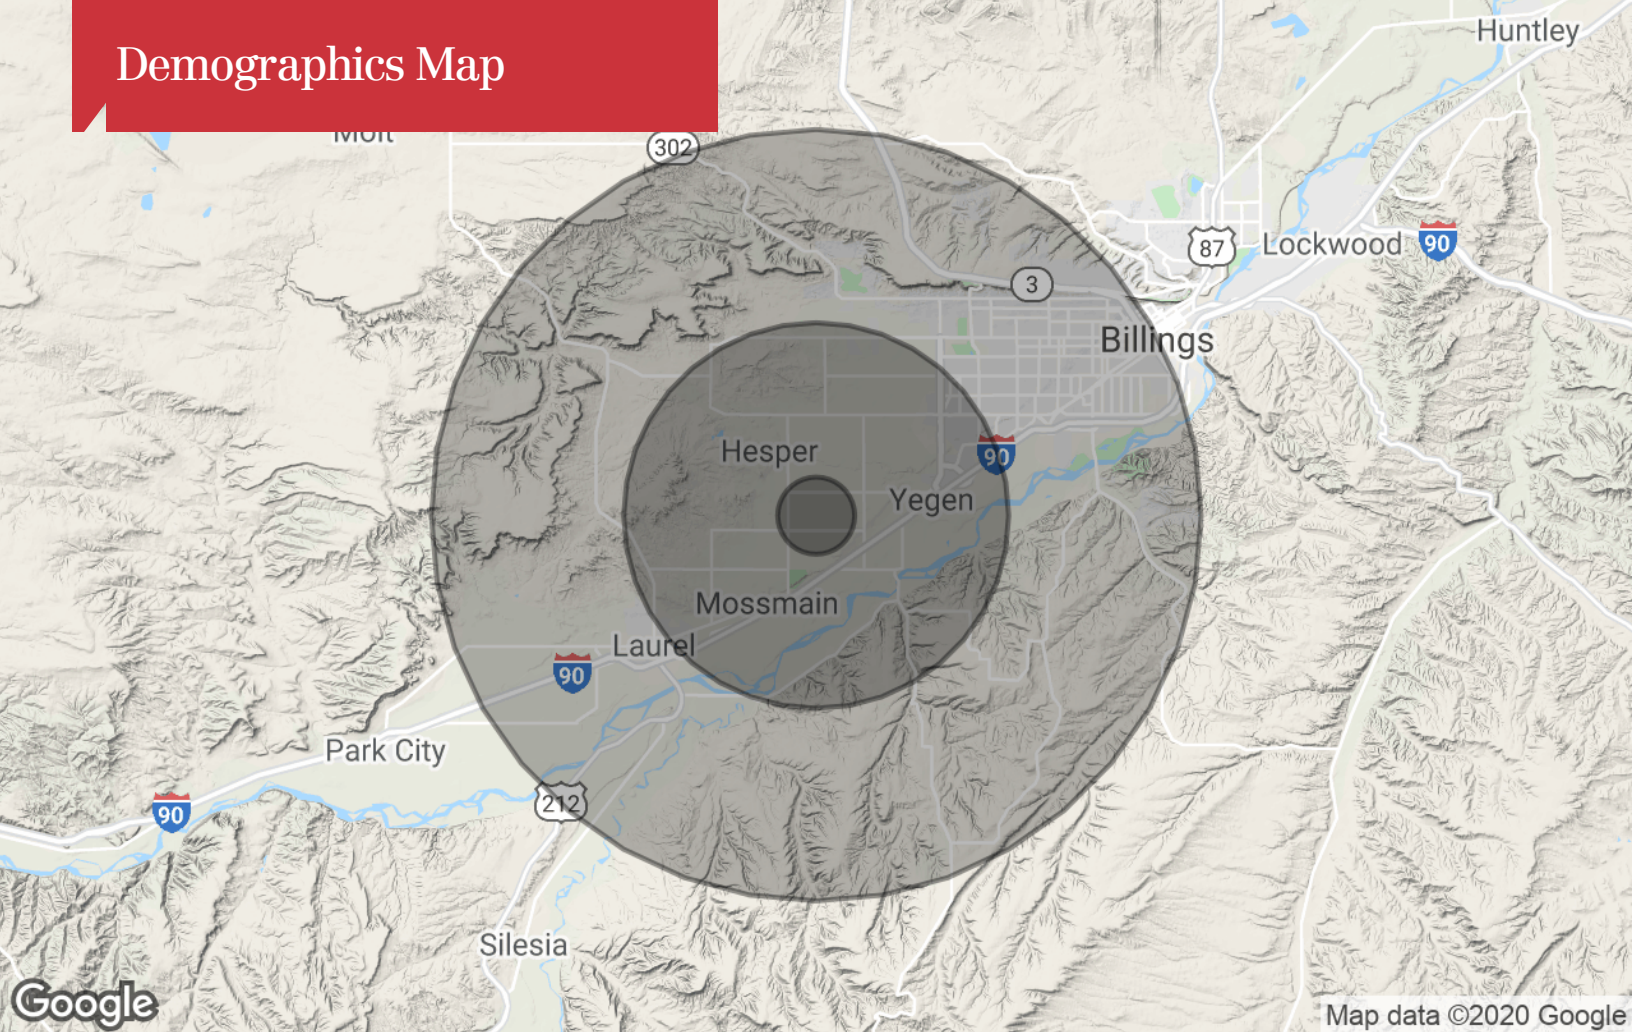 Demographics Map
Huntley
Molt
302
87
Lockwood
90
3
Billings
Hesper
90
Yegen
Mossmain
Laurel
90
Park City
212
90
Silesia
Google
Map data ©2020 Google